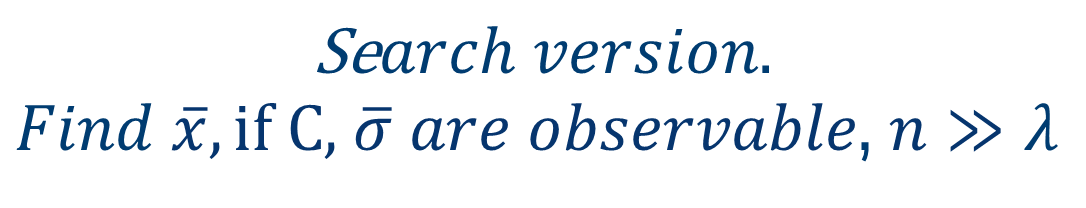 Search version.
Find x̄, if C, σ̄ are observable, n ≫ λ